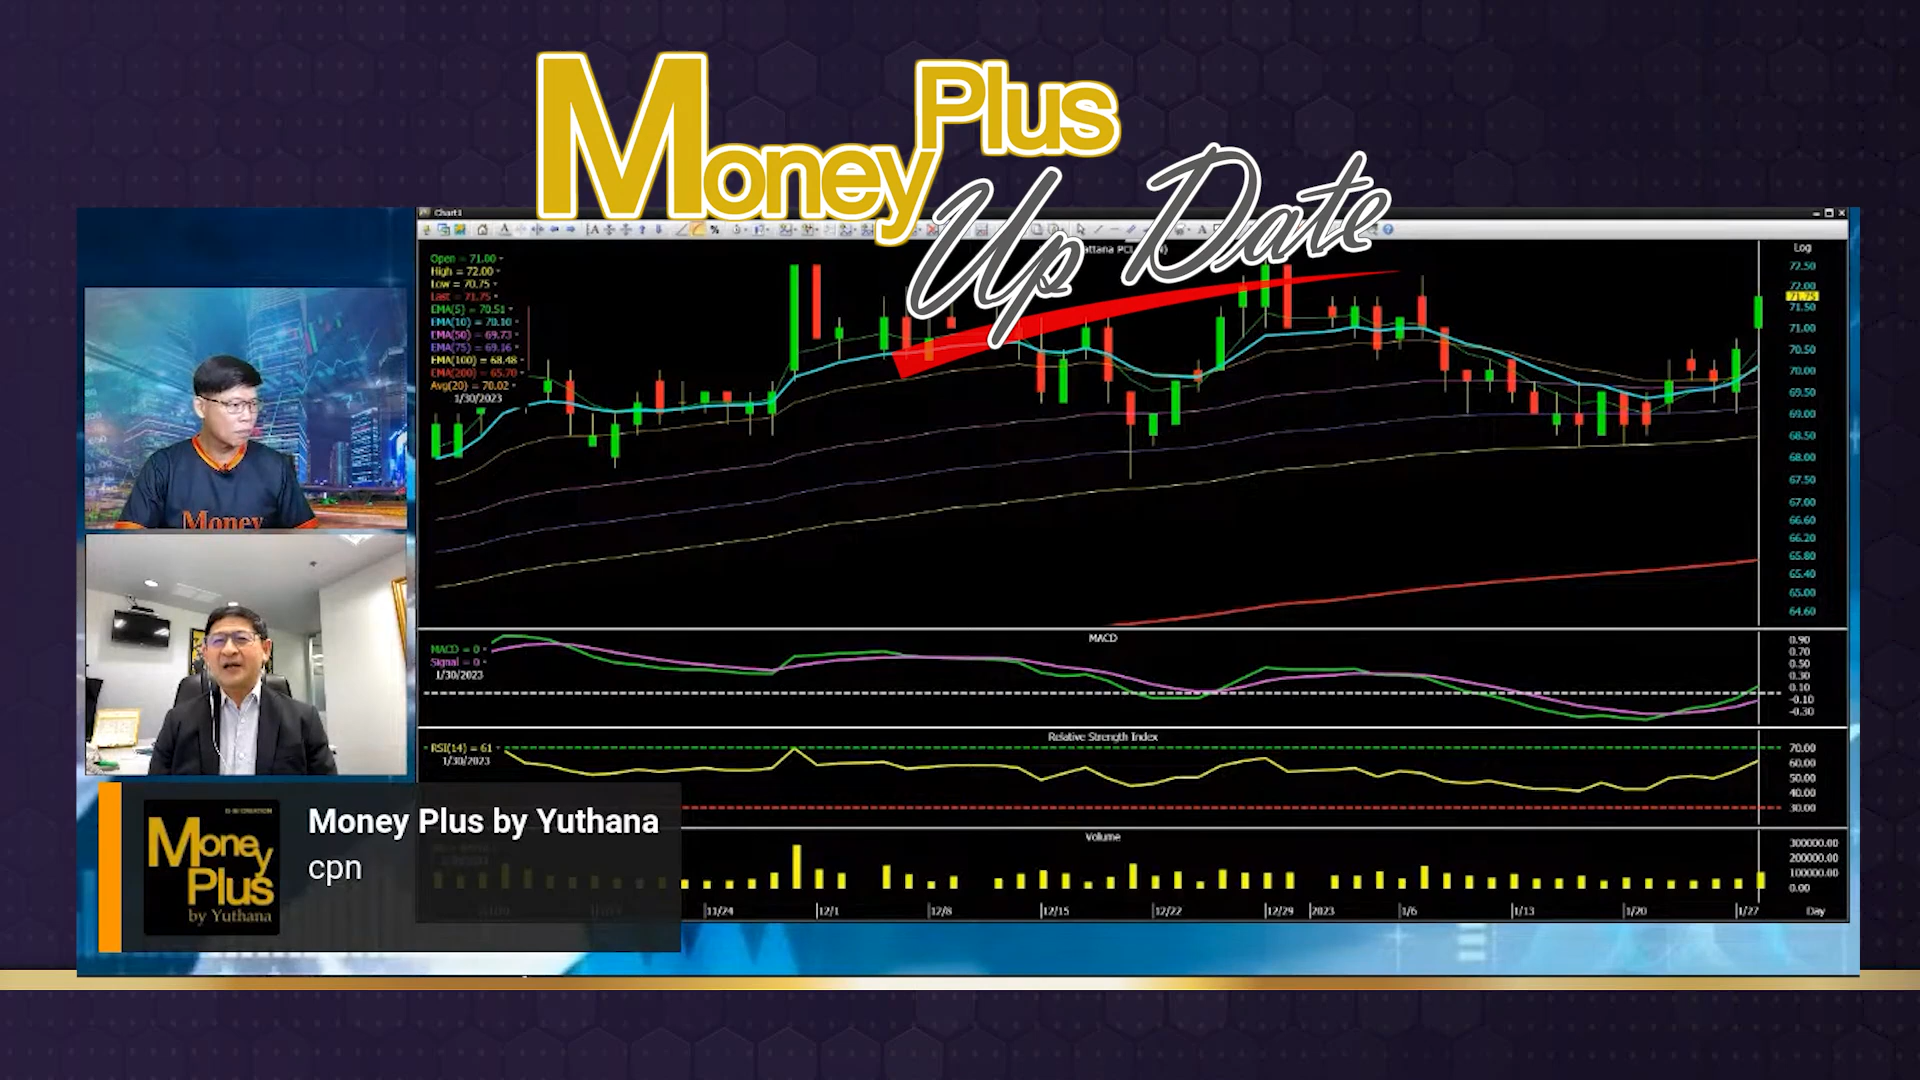 Money Plus
Up Date
Chart1
Log
Open = 71.00
High = 72.00
Low = 70.75
Last = 71.75
EMA(5) = 70.51
EMA(10) = 70.10
EMA(50) = 69.73
EMA(75) = 69.16
EMA(100) = 68.48
EMA(200) = 65.70
Avg(20) = 70.02
1/30/2023
72.50
72.00
71.75
71.50
71.00
70.50
70.00
69.50
69.00
68.50
68.00
67.50
67.00
66.60
66.20
65.80
65.40
65.00
64.60
Money
MACD
MACD = 0
Signal = 0
1/30/2023
0.90
0.70
0.50
0.30
0.10
-0.10
-0.30
Relative Strength Index
RSI(14) = 61
1/30/2023
70.00
60.00
50.00
40.00
30.00
Money
Plus
by Yuthana
Money Plus by Yuthana
cpn
Volume
300000.00
200000.00
100000.00
0.00
11/24 12/1 12/8 12/15 12/22 12/29 2023 1/6 1/13 1/20 1/27 Day